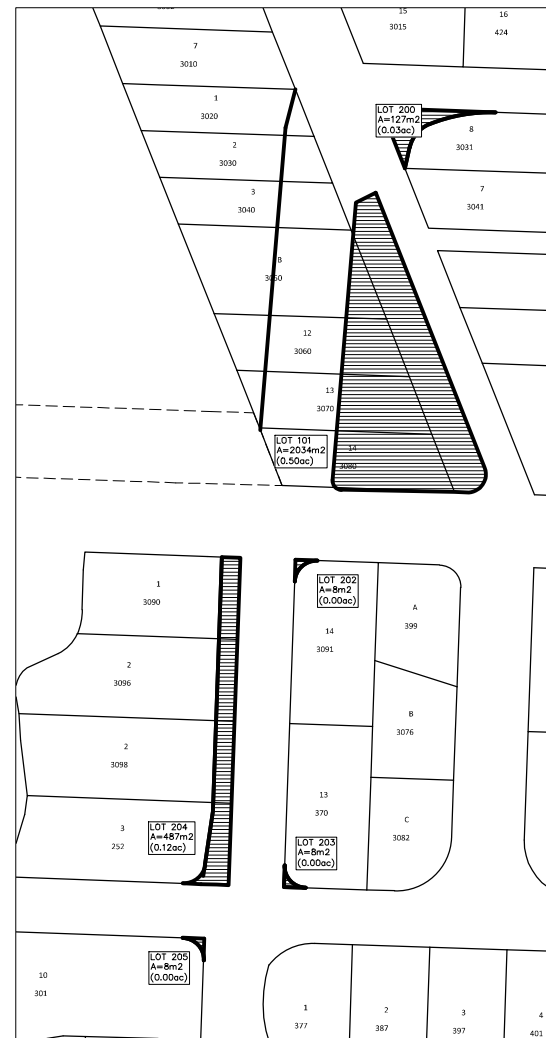 15
3015
16
424
7
3010
1
3020
LOT 200
A=127m2
(0.03ac)
8
3031
2
3030
7
3041
3
3040
B
3050
12
3060
13
3070
LOT 101
A=2034m2
(0.50ac)
14
3080
1
3090
LOT 202
A=8m2
(0.00ac)
A
399
14
3091
2
3096
B
3076
2
3098
13
370
C
3082
3
252
LOT 204
A=487m2
(0.12ac)
LOT 203
A=8m2
(0.00ac)
LOT 205
A=8m2
(0.00ac)
10
301
1
377
2
387
3
397
4
401